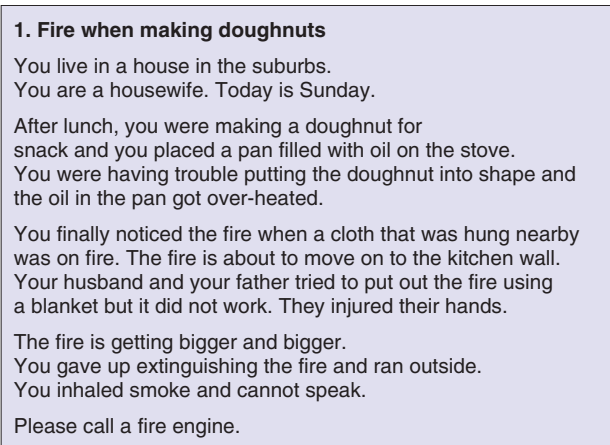 1. Fire when making doughnuts
You live in a house in the suburbs.
You are a housewife. Today is Sunday.
After lunch, you were making a doughnut for
snack and you placed a pan filled with oil on the stove.
You were having trouble putting the doughnut into shape and
the oil in the pan got over-heated.
You finally noticed the fire when a cloth that was hung nearby
was on fire. The fire is about to move on to the kitchen wall.
Your husband and your father tried to put out the fire using
a blanket but it did not work. They injured their hands.
The fire is getting bigger and bigger.
You gave up extinguishing the fire and ran outside.
You inhaled smoke and cannot speak.
Please call a fire engine.